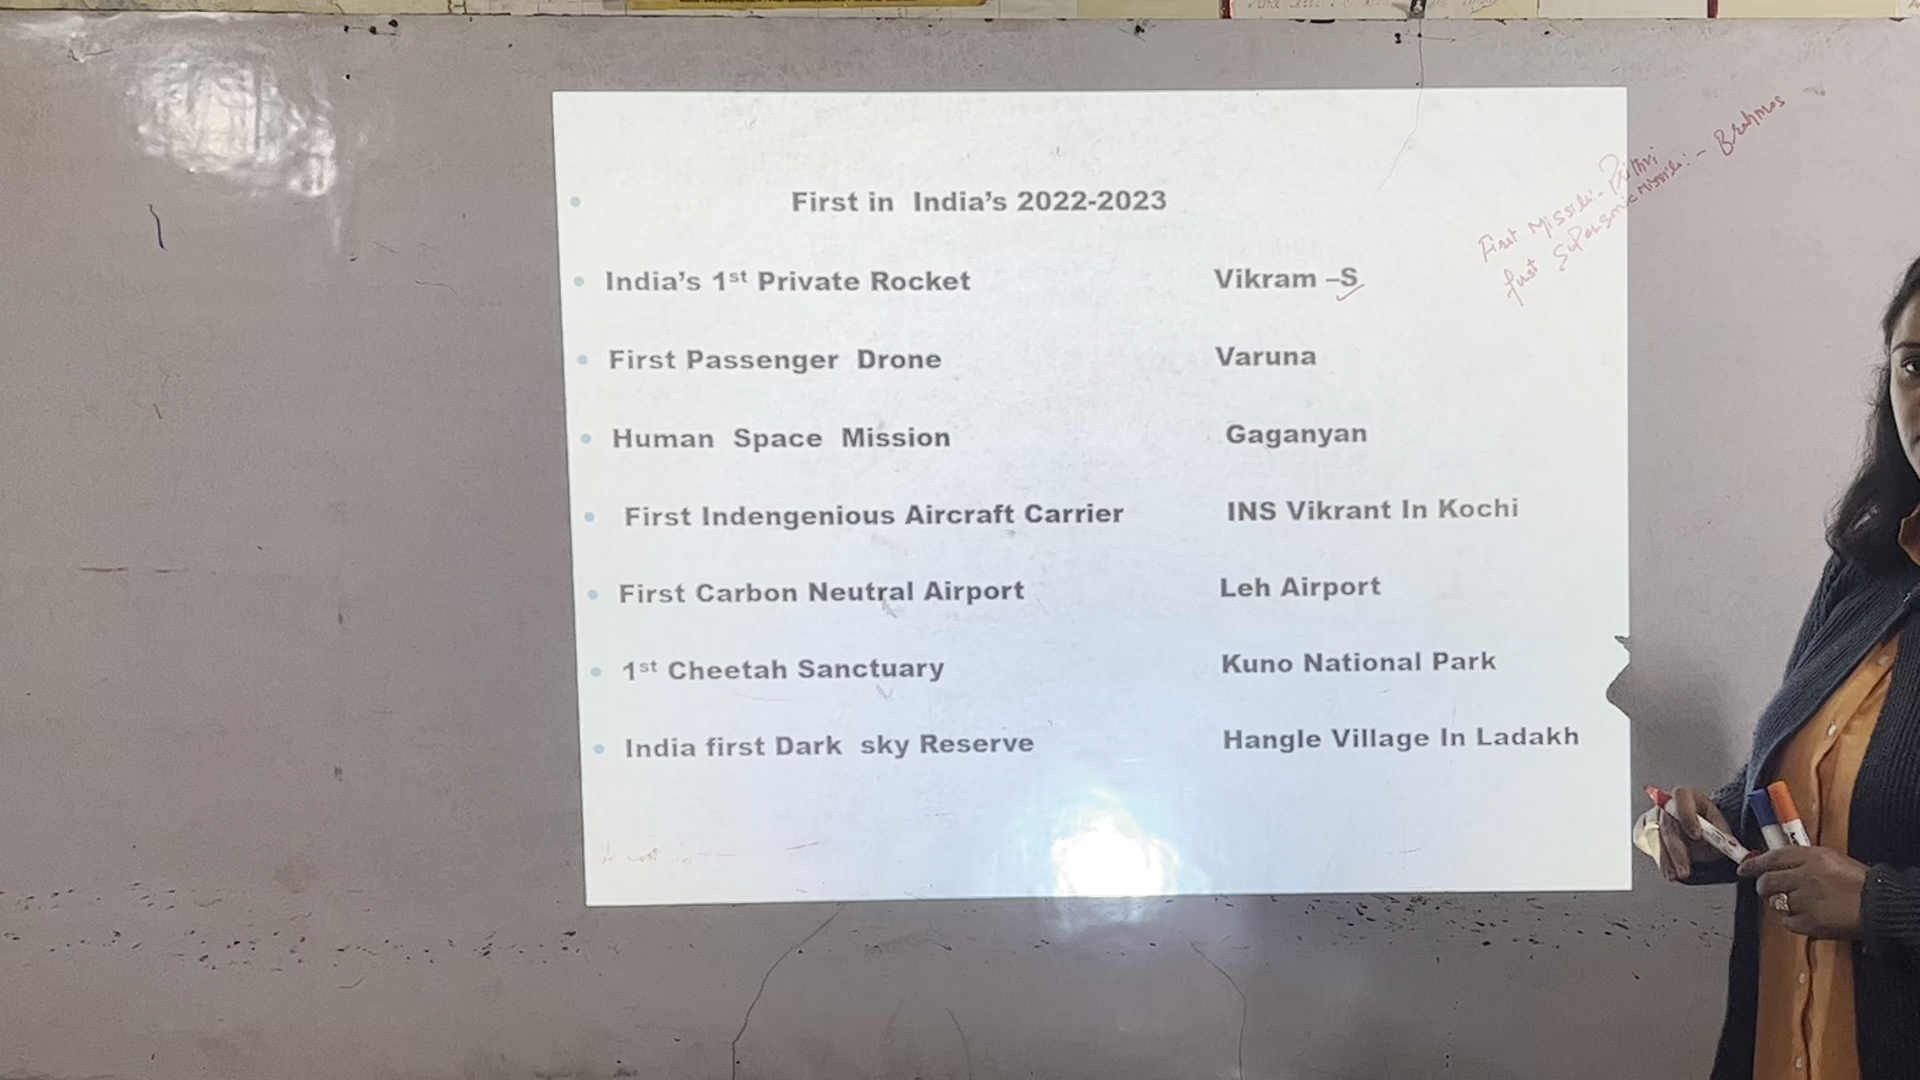 First in India's 2022-2023
India's 1st Private Rocket Vikram –S
First Passenger Drone Varuna
Human Space Mission Gaganyan
First Indengenious Aircraft Carrier INS Vikrant In Kochi
First Carbon Neutral Airport Leh Airport
1st Cheetah Sanctuary Kuno National Park
India first Dark sky Reserve Hangle Village In Ladakh
First Missile:- Prithvi
first Supersonic Missile:- Brahmos